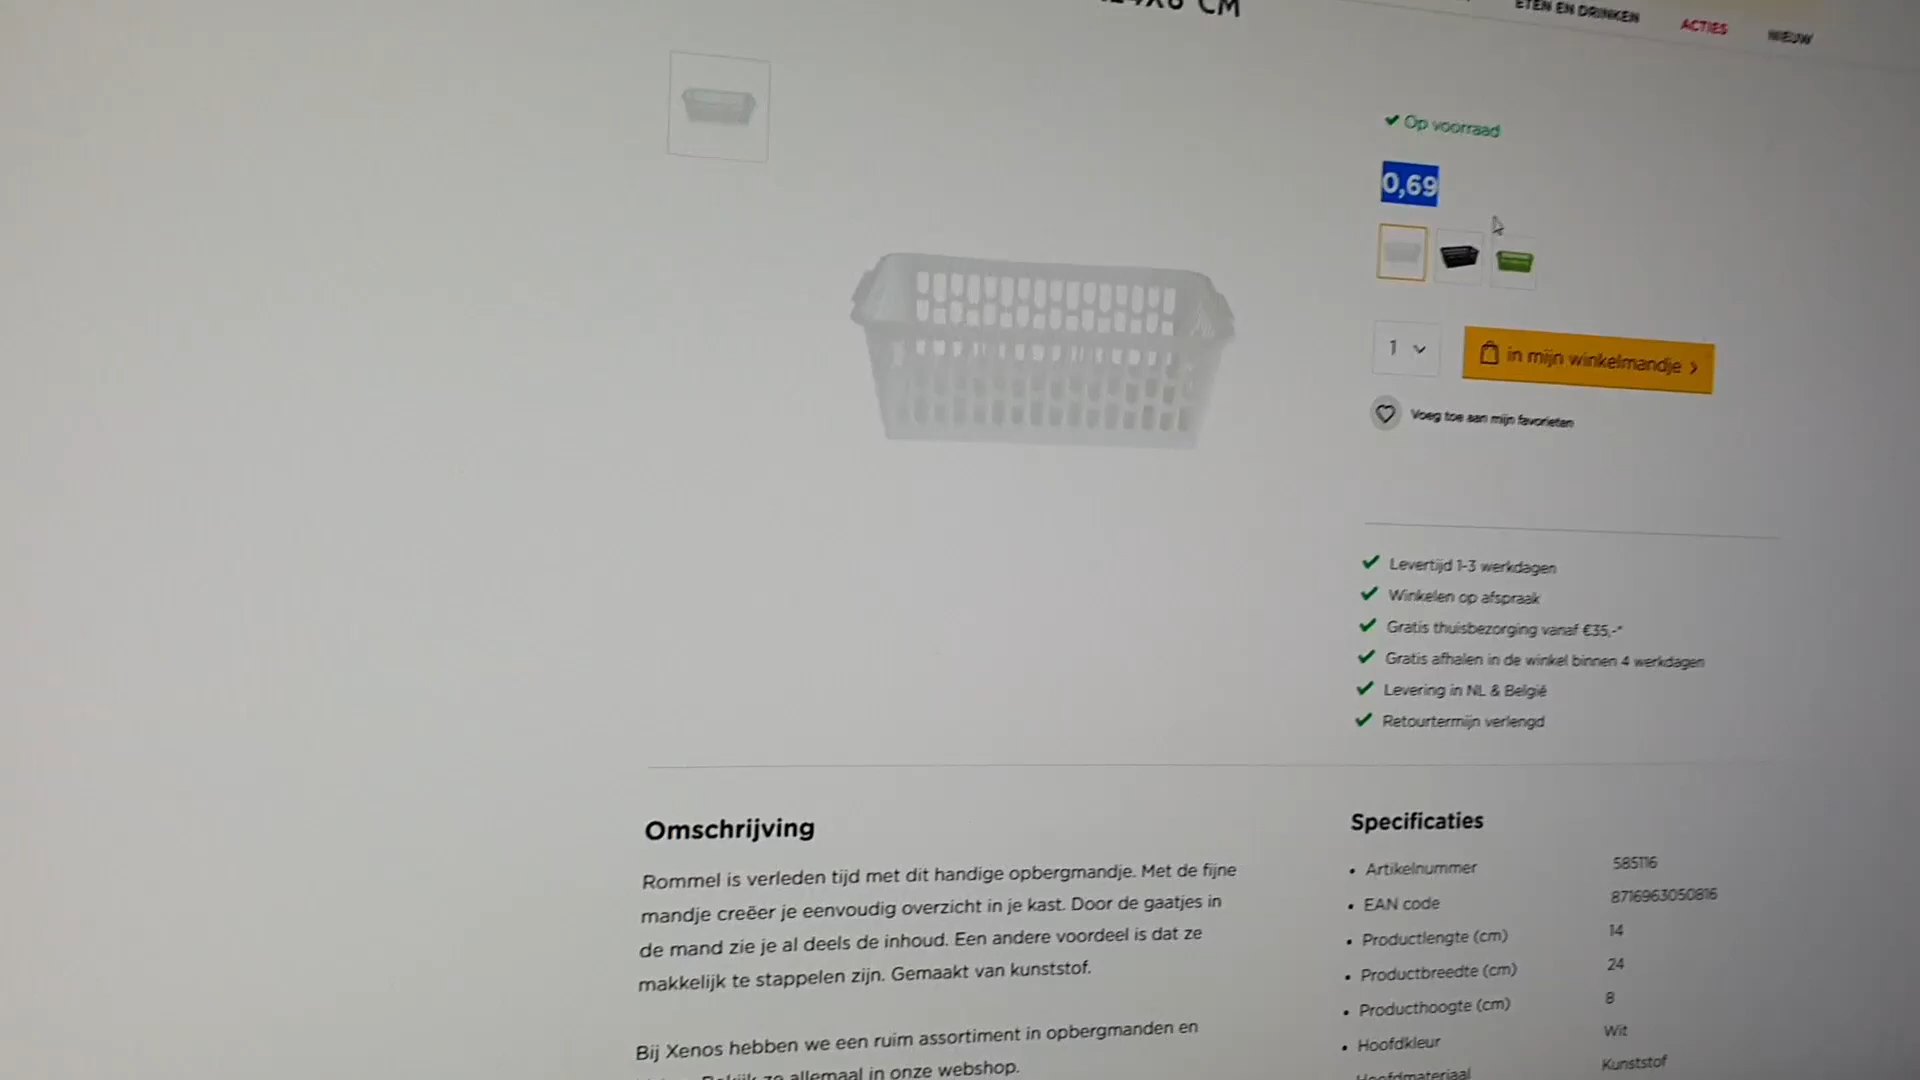 CM
ETEN EN DRINKEN
ACTIES
NIEUW
Op voorraad
0,69
1
in mijn winkelmandje
Voeg toe aan mijn favorieten
Levertijd 1-3 werkdagen
Winkelen op afspraak
Gratis thuisbezorging vanaf €35,-*
Gratis afhalen in de winkel binnen 4 werkdagen
Levering in NL & België
Retourtermijn verlengd
Omschrijving
Rommel is verleden tijd met dit handige opbergmandje. Met de fijne
mandje creëer je eenvoudig overzicht in je kast. Door de gaatjes in
de mand zie je al deels de inhoud. Een andere voordeel is dat ze
makkelijk te stappelen zijn. Gemaakt van kunststof.
Bij Xenos hebben we een ruim assortiment in opbergmanden en
allemaal in onze webshop.
Specificaties
• Artikelnummer 585116
• EAN code 8716963050816
• Productlengte (cm) 14
• Productbreedte (cm) 24
• Producthoogte (cm) 8
• Hoofdkleur Wit
Hoofdmateriaal Kunststof